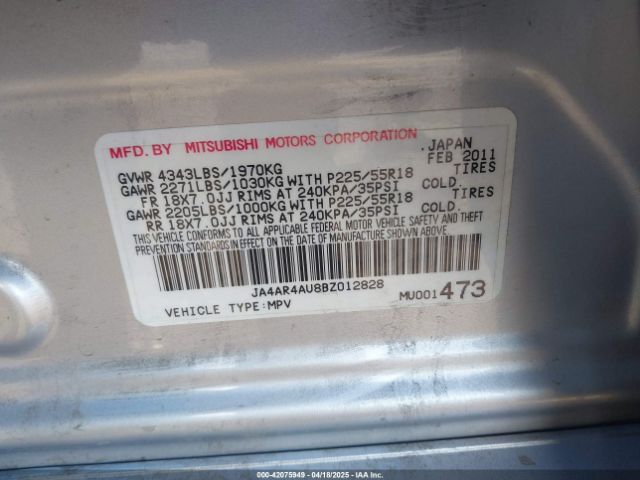 MFD. BY MITSUBISHI MOTORS CORPORATION , JAPAN
FEB 2011
GVWR 4343LBS/1970KG
GAWR 2271LBS/1030KG WITH P225/55R18 TIRES
FR 18X7.0JJ RIMS AT 240KPA/35PSI COLD.
GAWR 2205LBS/1000KG WITH P225/55R18 TIRES
RR 18X7.0JJ RIMS AT 240KPA/35PSI COLD.
THIS VEHICLE CONFORMS TO ALL APPLICABLE FEDERAL MOTOR VEHICLE SAFETY AND THEFT
PREVENTION STANDARDS IN EFFECT ON THE DATE OF MANUFACTURE SHOWN ABOVE.
JA4AR4AU8BZ012828
VEHICLE TYPE:MPV
MU001473
© 2025 IAA, Inc. - 000-42075949 - 04/18/2025 - www.iaai.com